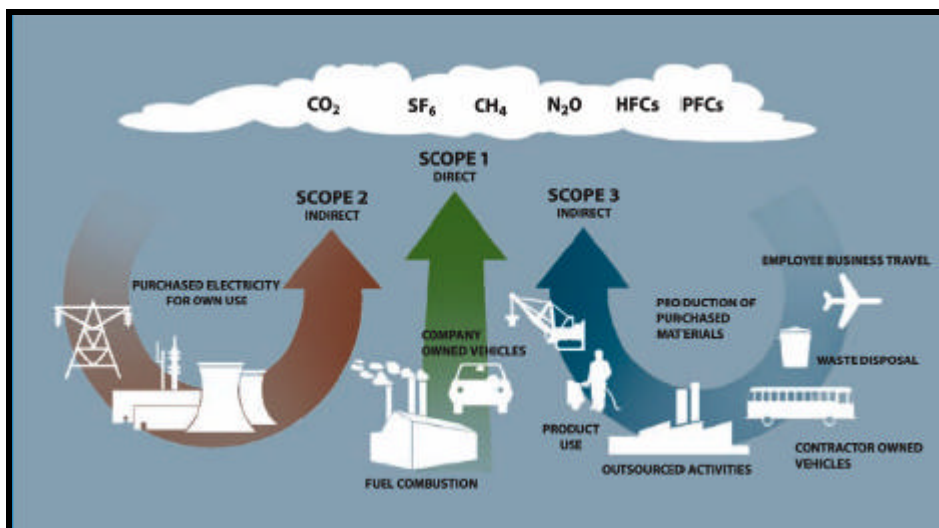 CO₂ SF₆ CH₄ N₂O HFCs PFCs
SCOPE 1
DIRECT
SCOPE 2
INDIRECT
SCOPE 3
INDIRECT
PURCHASED ELECTRICITY
FOR OWN USE
COMPANY
OWNED VEHICLES
FUEL COMBUSTION
EMPLOYEE BUSINESS TRAVEL
PRODUCTION OF
PURCHASED
MATERIALS
WASTE DISPOSAL
PRODUCT
USE
OUTSOURCED ACTIVITIES
CONTRACTOR OWNED
VEHICLES